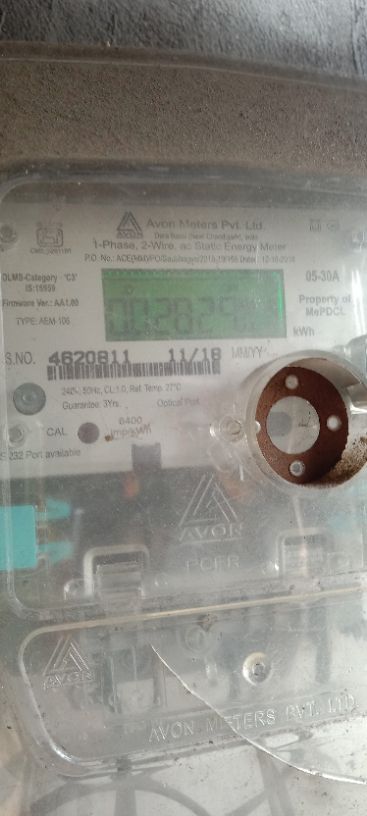 Avon Meters Pvt. Ltd.
1-Phase, 2-Wire, ac Static Energy Meter
DLMS-Category 'C3'
IS:15959
05-30A
Firmware Ver.: AA1.60
Property of
MePDCL
TYPE: AEM-106
kWh
S.NO. 4620811 11/18 MM/YY
240V, 50Hz, CL:1.0, Ref. Temp. 27°C
Guarantee: 3Yrs. Optical Port
CAL
6400
imp/kWh
232 Port available
AVON
AVON
AVON METERS PVT. LTD